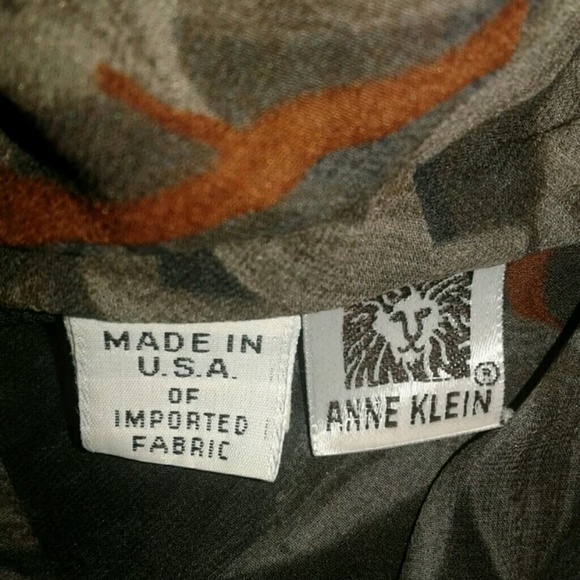 MADE IN
U.S.A.
OF
IMPORTED
FABRIC
®
ANNE KLEIN